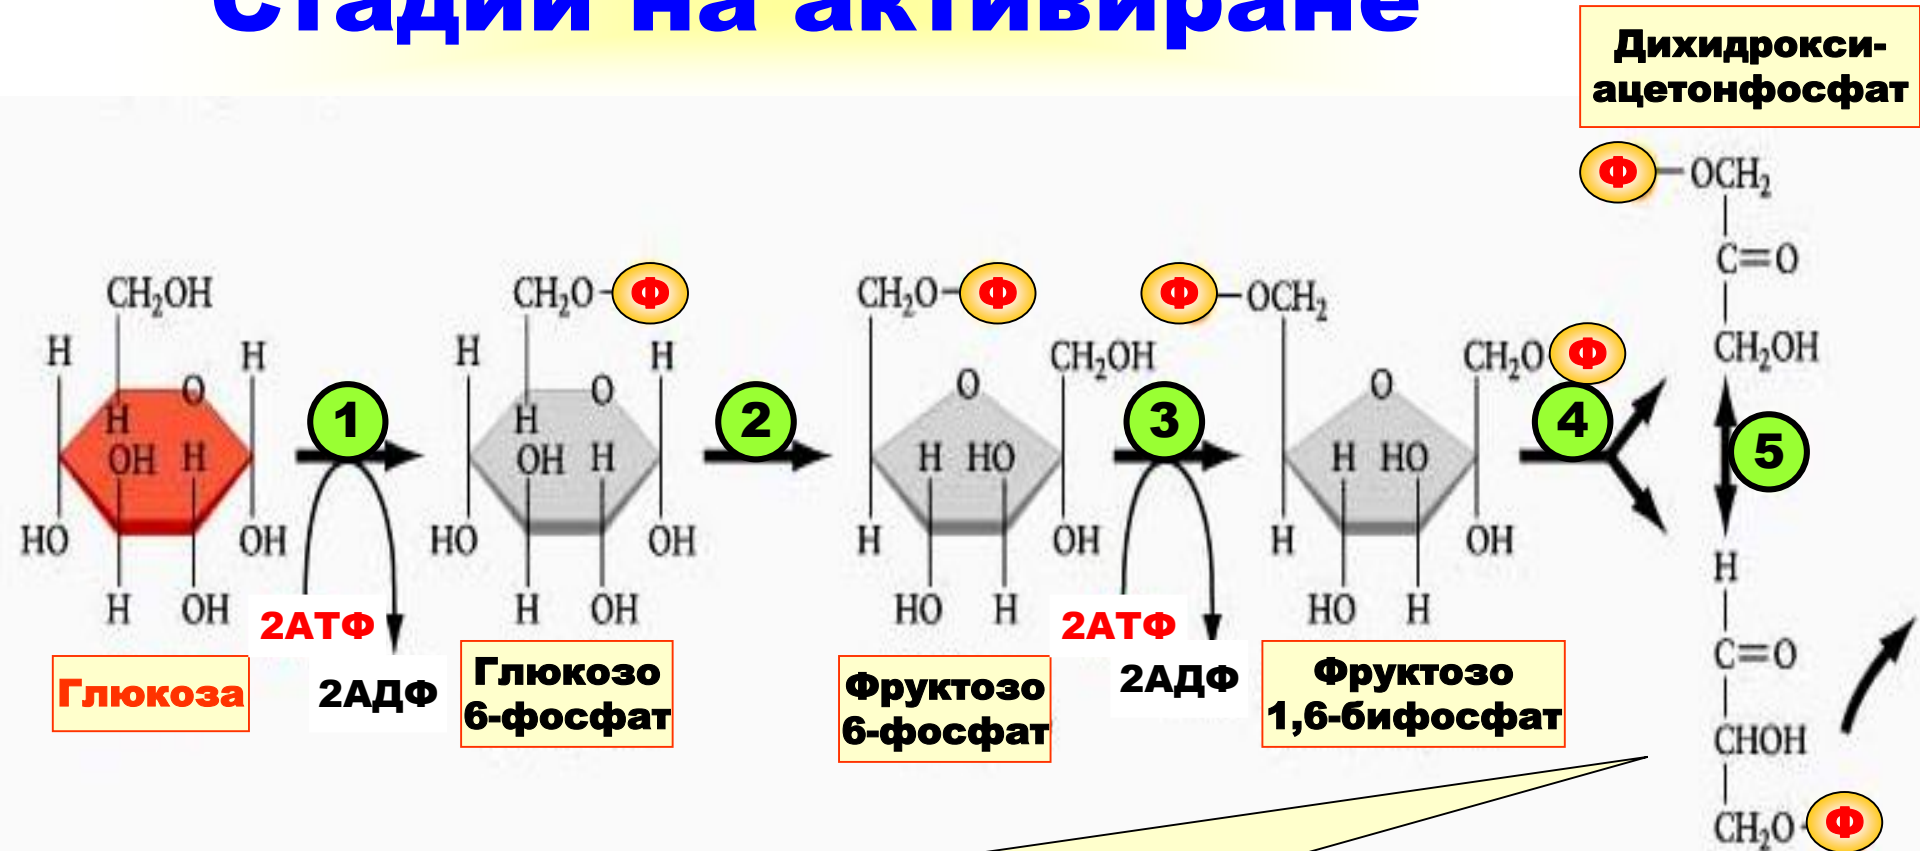 Стадии на активиране
Дихидрокси-
ацетонфосфат
Ф
OCH₂
C=O
CH₂OH
5
H
C=O
CHOH
CH₂O
Ф
CH₂OH
H
H
O
H
OH
H
HO
OH
H
OH
Глюкоза
1
2АТФ
2АДФ
CH₂O
Ф
H
H
O
H
OH
H
HO
OH
H
OH
Глюкозо
6-фосфат
2
CH₂O
Ф
CH₂OH
O
H
HO
H
OH
HO
H
Фруктозо
6-фосфат
3
2АТФ
2АДФ
Ф
OCH₂
CH₂O
Ф
O
H
HO
H
OH
HO
H
Фруктозо
1,6-бифосфат
4